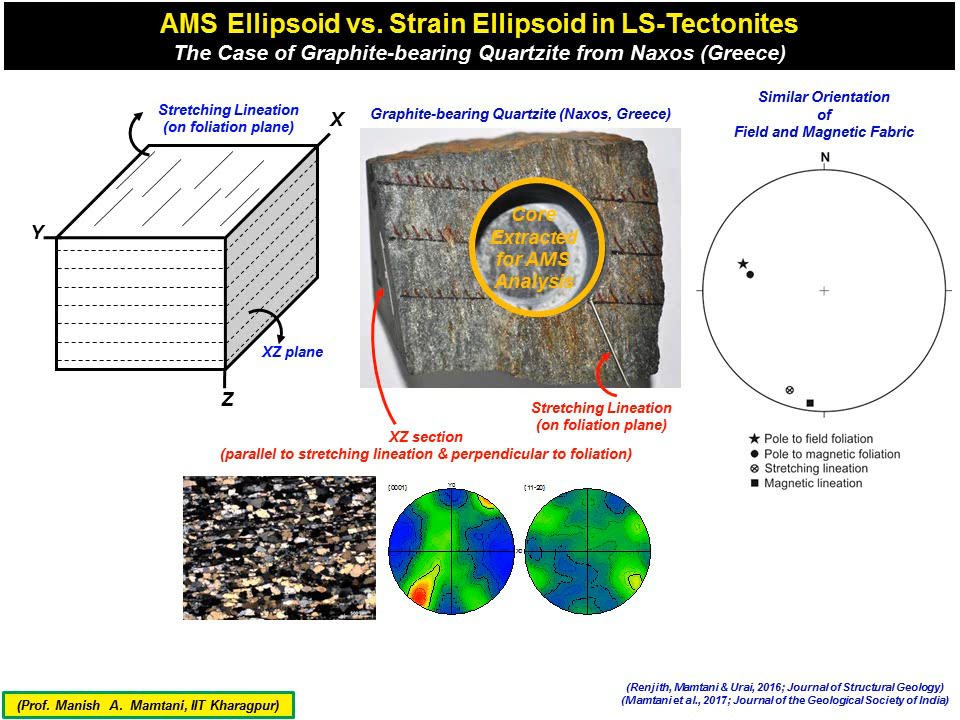 AMS Ellipsoid vs. Strain Ellipsoid in LS-Tectonites
The Case of Graphite-bearing Quartzite from Naxos (Greece)
Stretching Lineation
(on foliation plane)
X
Y
XZ plane
Z
Graphite-bearing Quartzite (Naxos, Greece)
Core
Extracted
for AMS
Analysis
Similar Orientation
of
Field and Magnetic Fabric
N
Stretching Lineation
(on foliation plane)
XZ section
(parallel to stretching lineation & perpendicular to foliation)
Pole to field foliation
Pole to magnetic foliation
Stretching lineation
Magnetic lineation
{0001}
Y0
X0
{11-20}
(Prof. Manish A. Mamtani, IIT Kharagpur)
(Renjith, Mamtani & Urai, 2016; Journal of Structural Geology)
(Mamtani et al., 2017; Journal of the Geological Society of India)